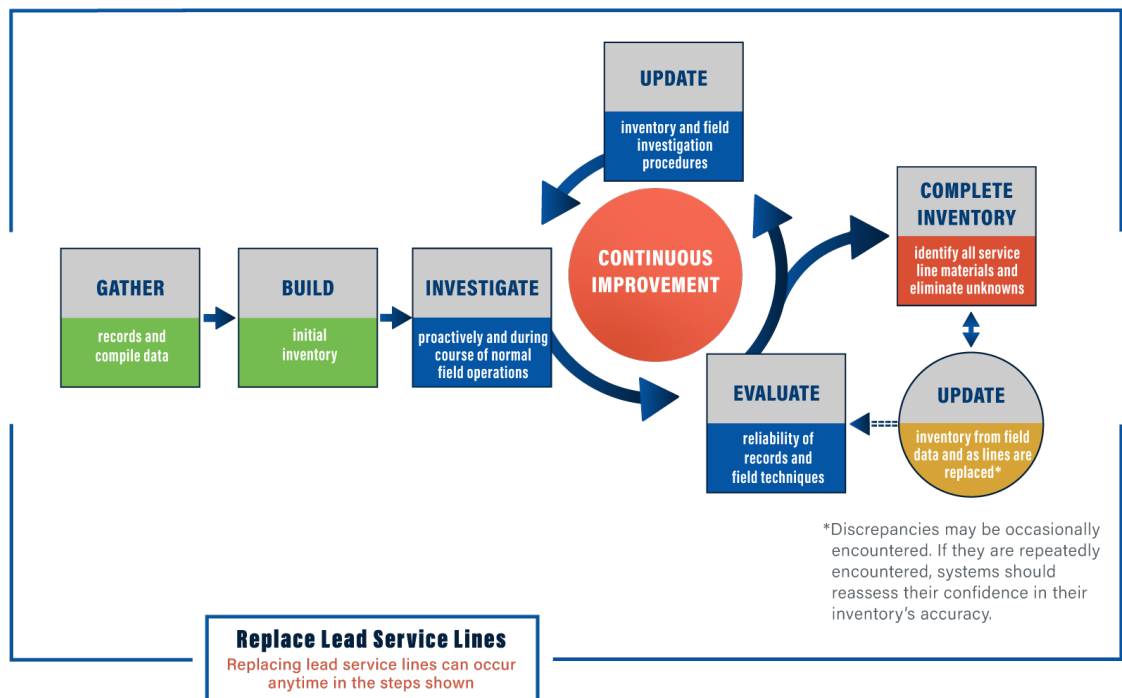 UPDATE
inventory and field
investigation
procedures
COMPLETE
INVENTORY
identify all service
line materials and
eliminate unknowns
CONTINUOUS
IMPROVEMENT
GATHER
records and
compile data
BUILD
initial
inventory
INVESTIGATE
proactively and during
course of normal
field operations
EVALUATE
reliability of
records and
field techniques
UPDATE
inventory from field
data and as lines are
replaced*
*Discrepancies may be occasionally
encountered. If they are repeatedly
encountered, systems should
reassess their confidence in their
inventory's accuracy.
Replace Lead Service Lines
Replacing lead service lines can occur
anytime in the steps shown